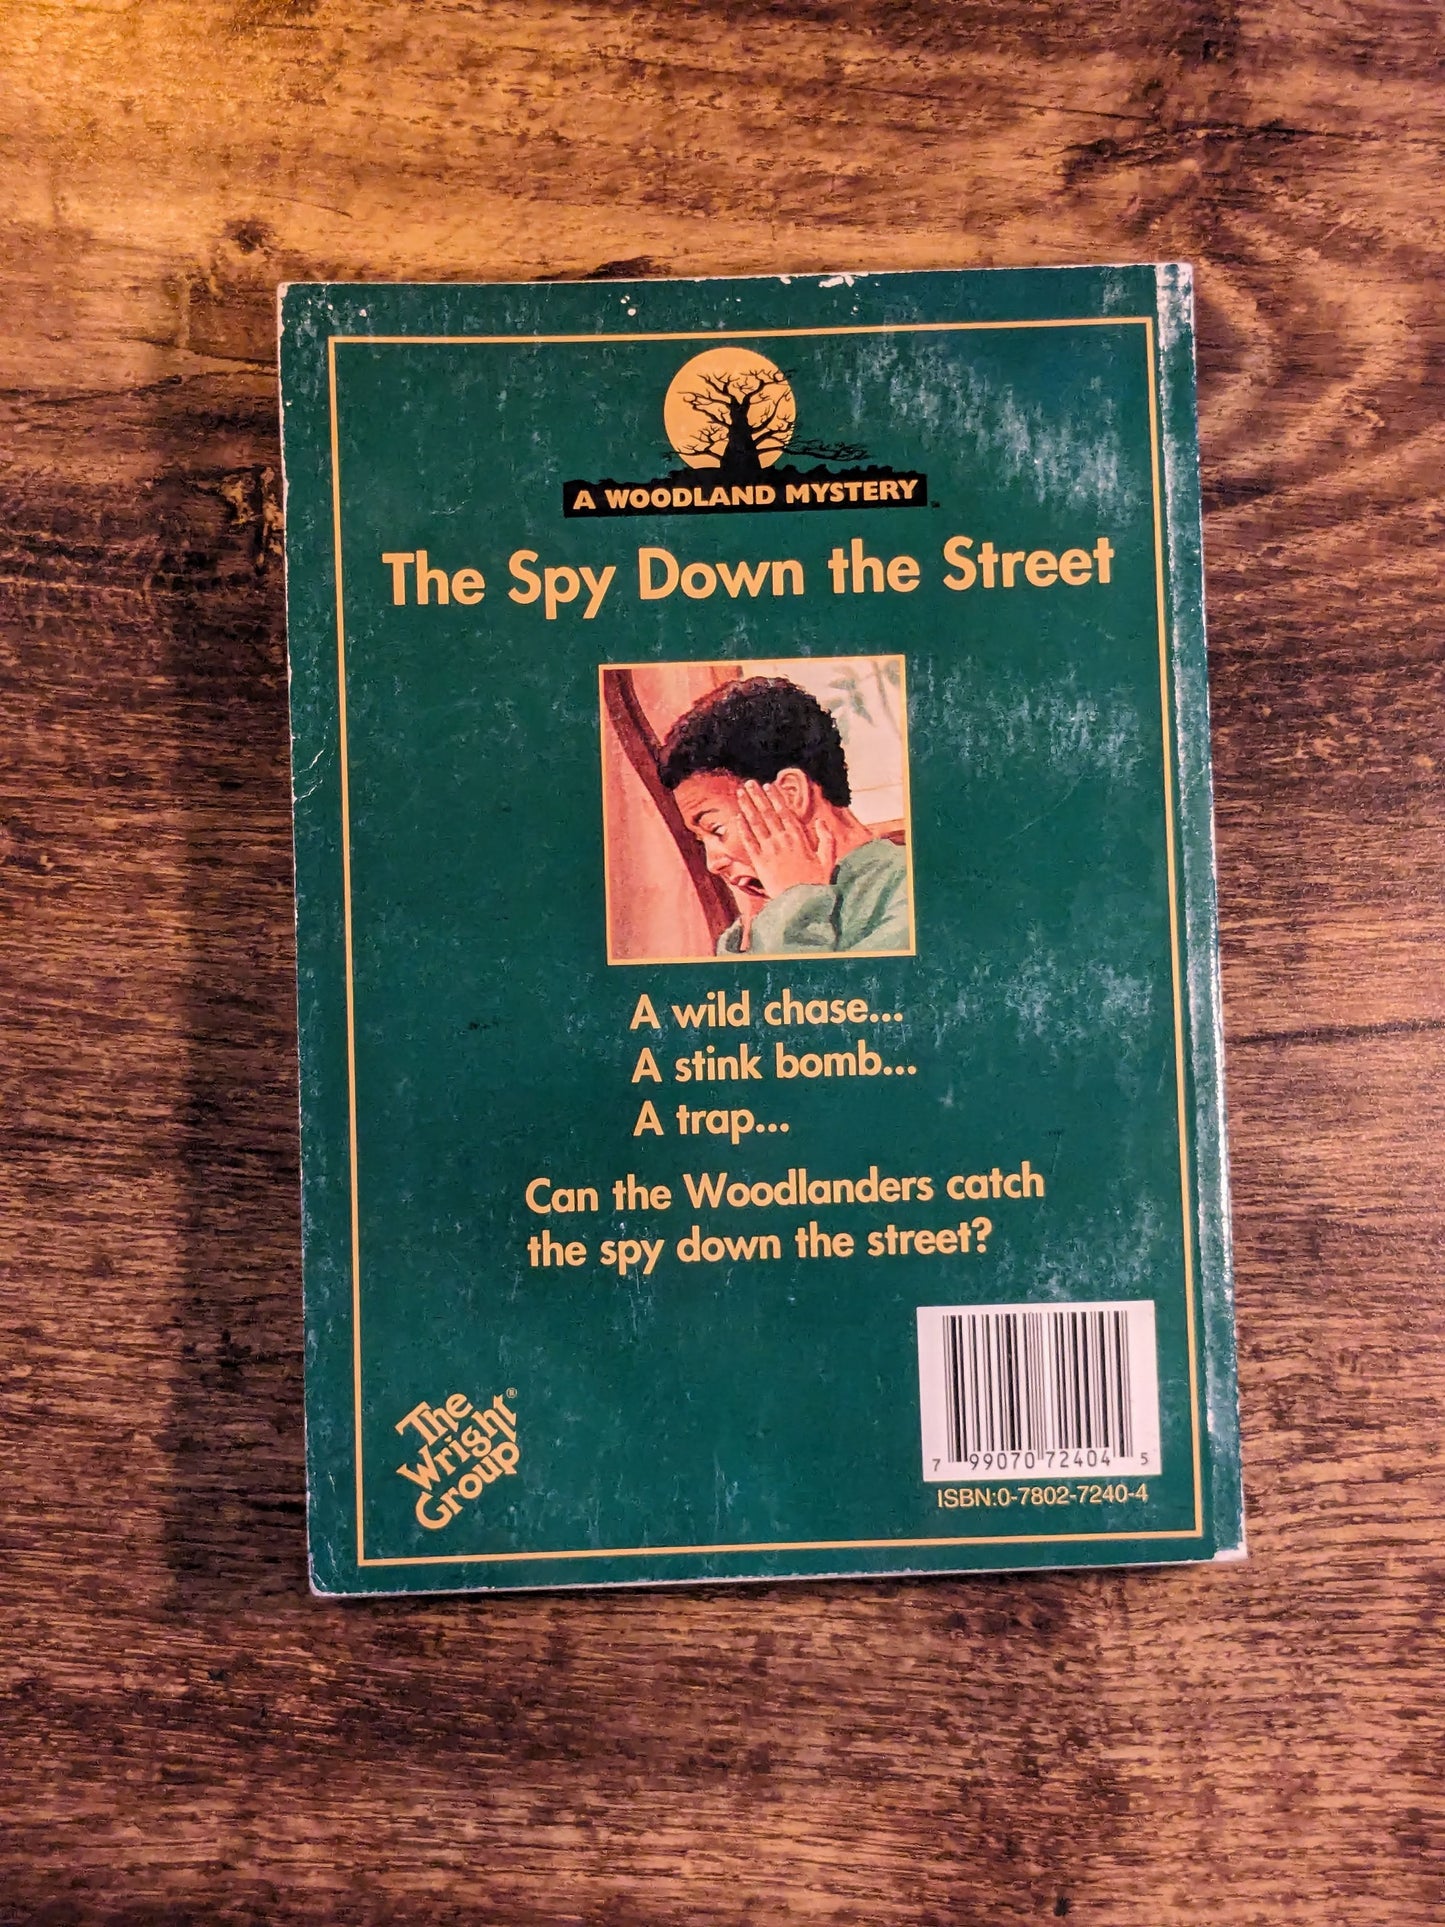 A WOODLAND MYSTERY™
The Spy Down the Street
A wild chase...
A stink bomb...
A trap...
Can the Woodlanders catch
the spy down the street?
The
Wright
Group®
7 99070 72404 5
ISBN:0-7802-7240-4